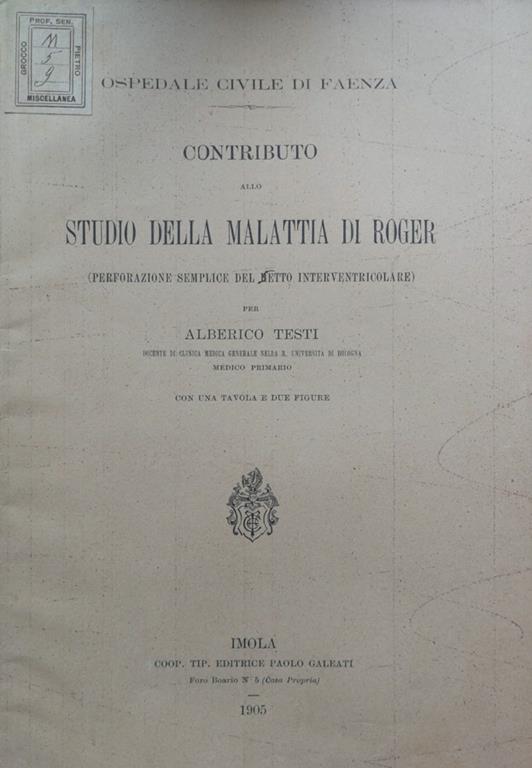 PROF. SEN.
GROCCO
PIETRO
M
5
9
MISCELLANEA
OSPEDALE CIVILE DI FAENZA
CONTRIBUTO
ALLO
STUDIO DELLA MALATTIA DI ROGER
(PERFORAZIONE SEMPLICE DEL SETTO INTERVENTRICOLARE)
PER
ALBERICO TESTI
DOCENTE DI CLINICA MEDICA GENERALE NELLA R. UNIVERSITÀ DI BOLOGNA
MEDICO PRIMARIO
CON UNA TAVOLA E DUE FIGURE
IMOLA
COOP. TIP. EDITRICE PAOLO GALEATI
Foro Boario N° 5 (Casa Propria)
1905